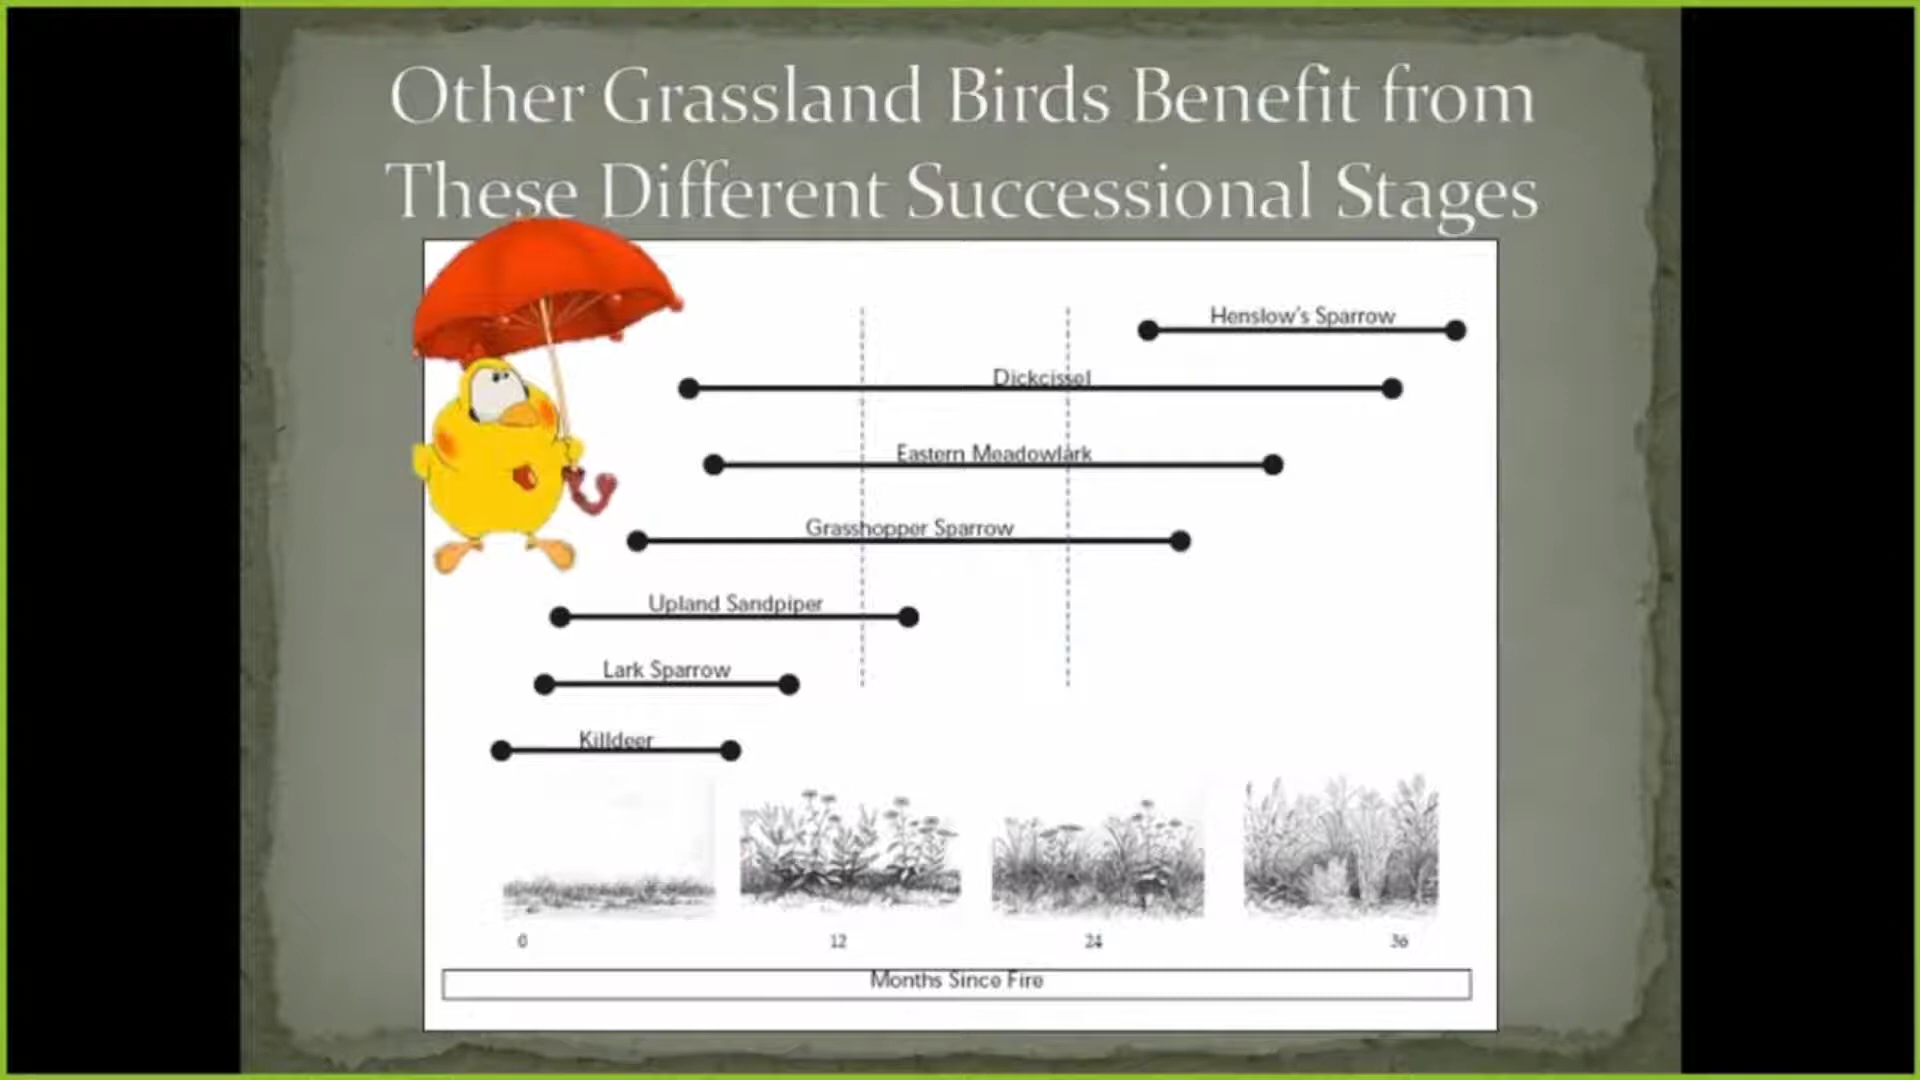 Other Grassland Birds Benefit from
These Different Successional Stages
Henslow's Sparrow
Dickcissel
Eastern Meadowlark
Grasshopper Sparrow
Upland Sandpiper
Lark Sparrow
Killdeer
0 12 24 36
Months Since Fire